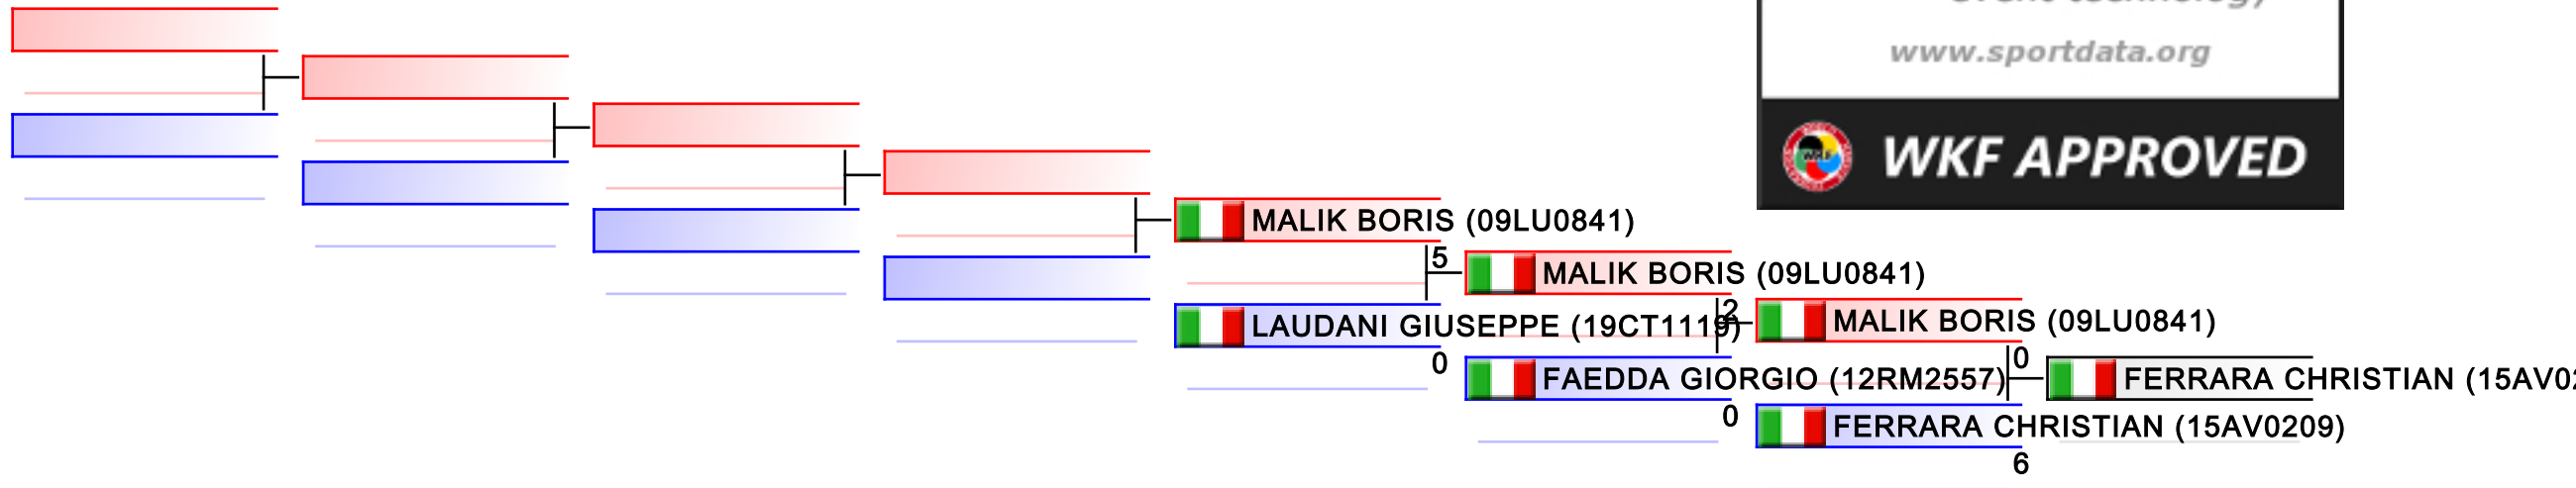 www.sportdata.org
WKF APPROVED
MALIK BORIS (09LU0841)
5
MALIK BORIS (09LU0841)
LAUDANI GIUSEPPE (19CT1119)
2
MALIK BORIS (09LU0841)
0
FAEDDA GIORGIO (12RM2557)
0
FERRARA CHRISTIAN
0
FERRARA CHRISTIAN (15AV0209)
6